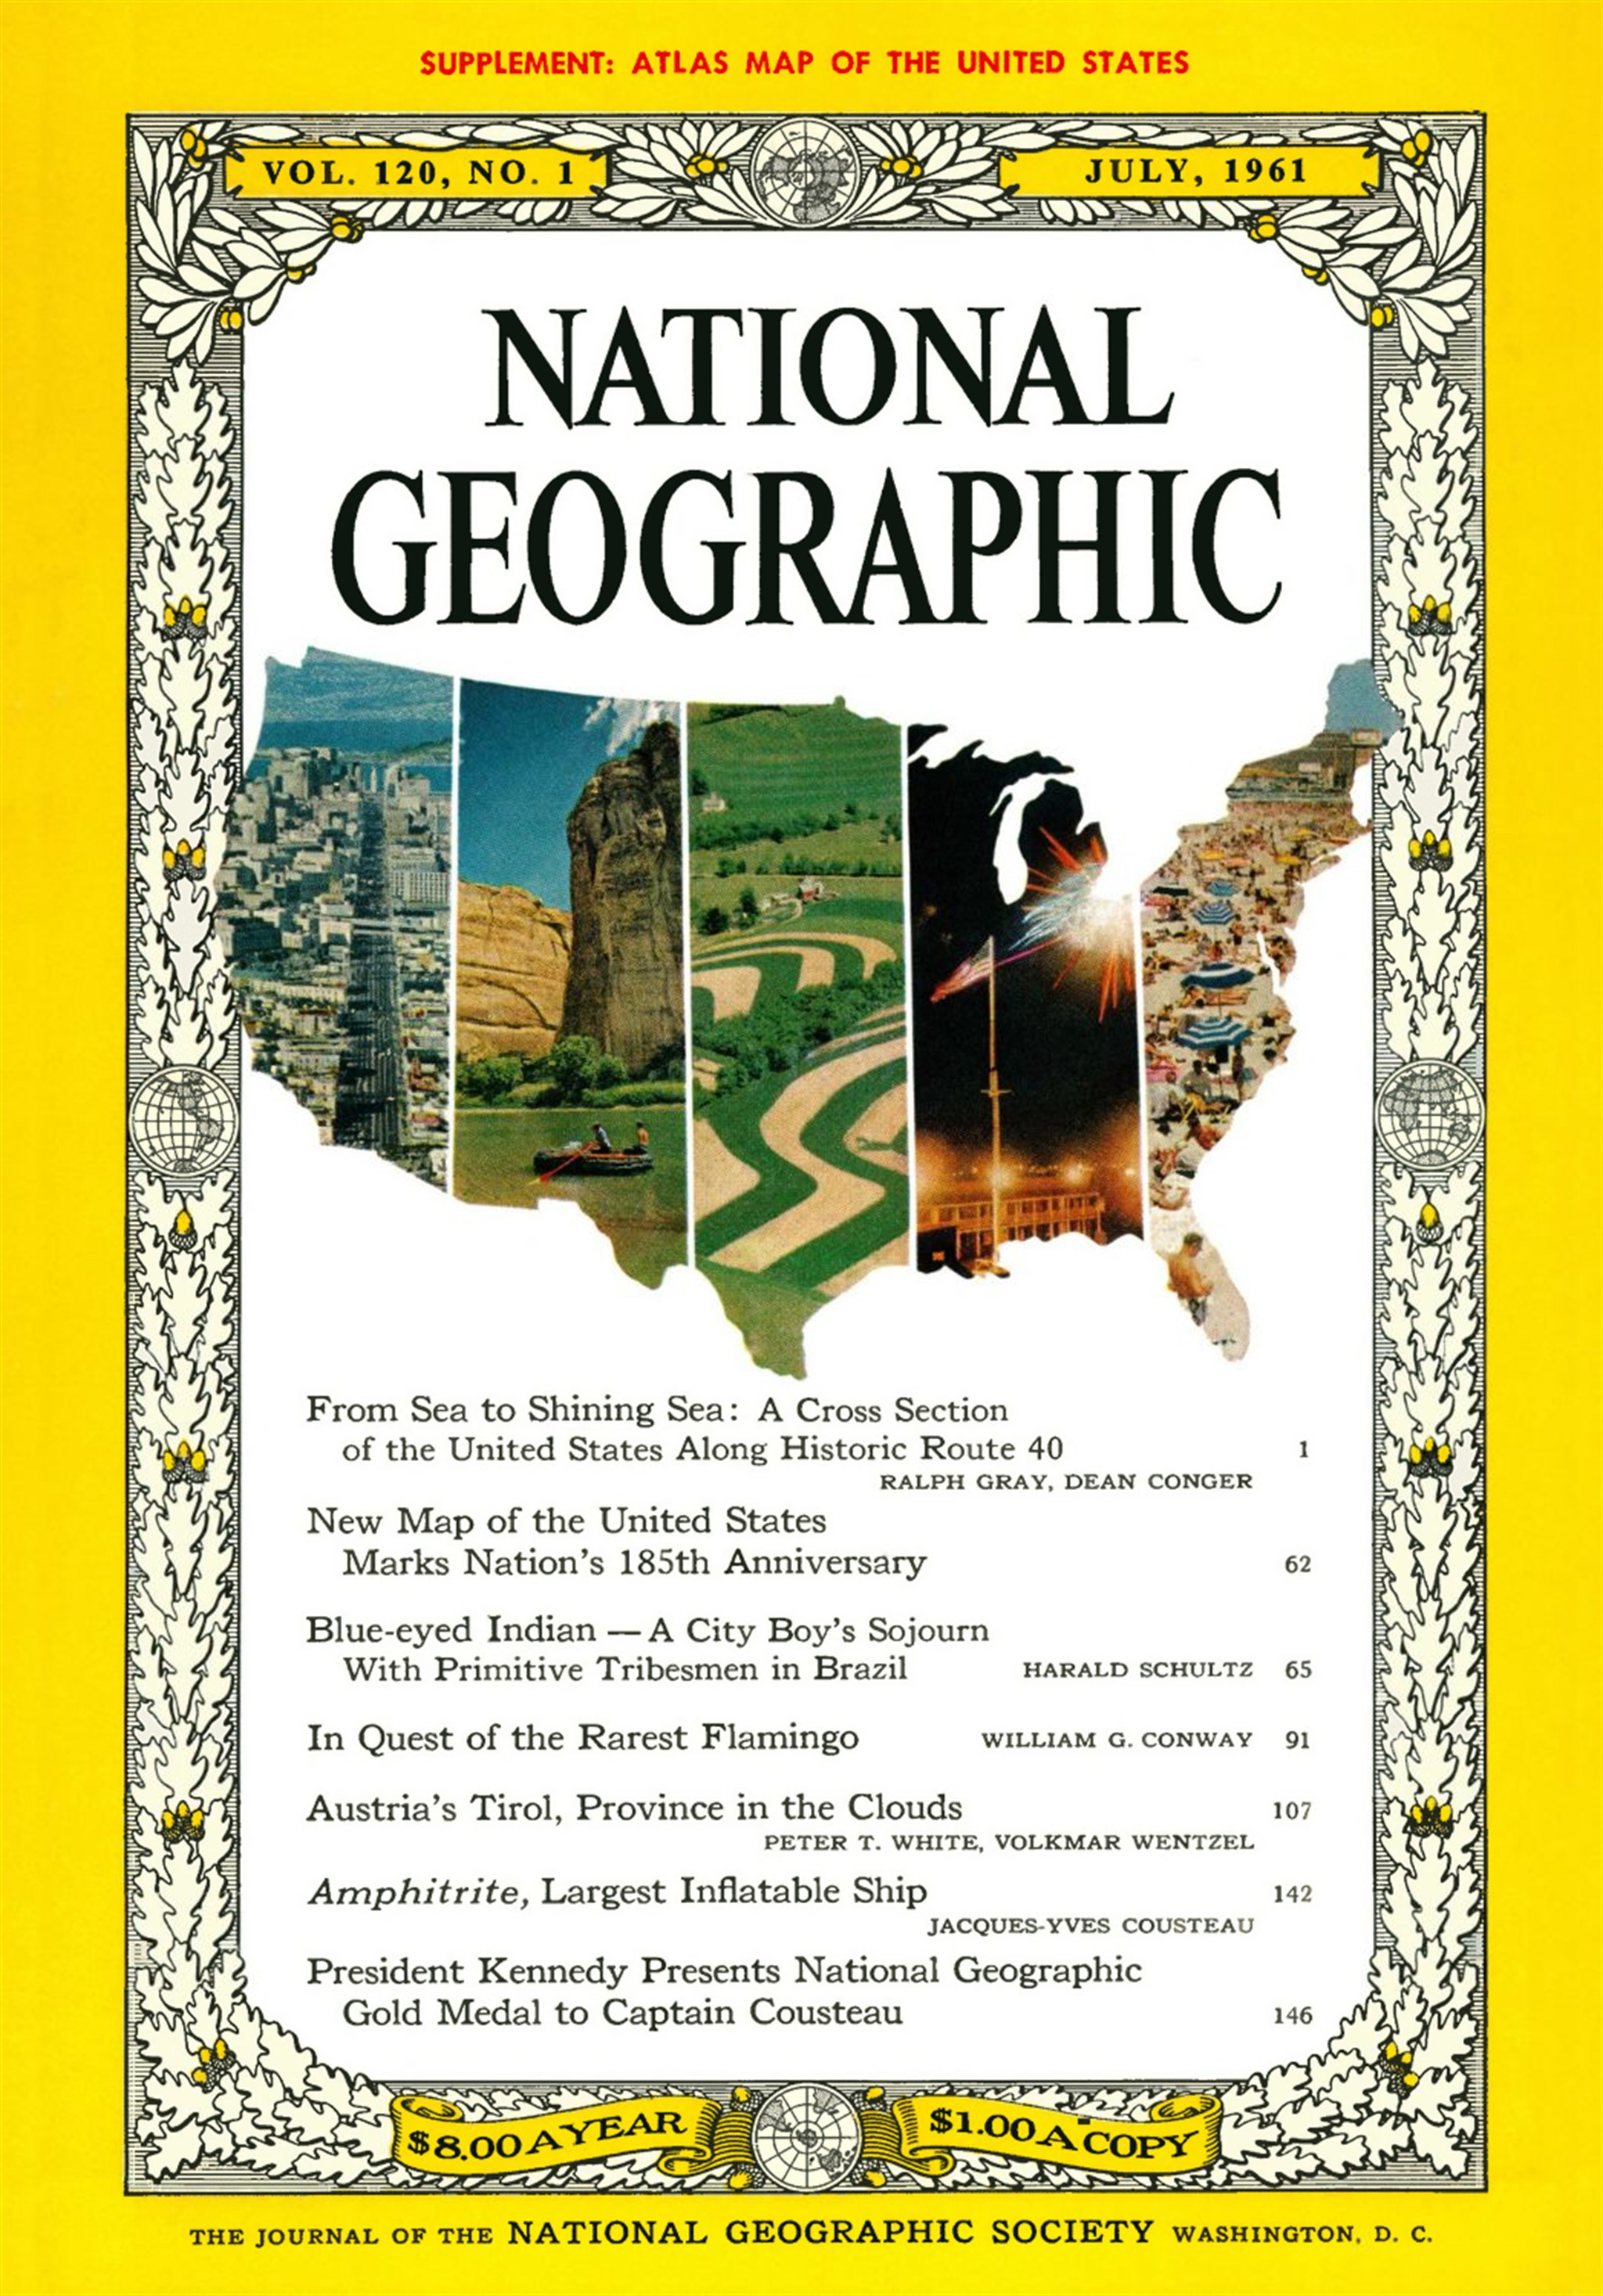 SUPPLEMENT: ATLAS MAP OF THE UNITED STATES
VOL. 120, NO. 1
JULY, 1961
NATIONAL
GEOGRAPHIC
From Sea to Shining Sea: A Cross Section
of the United States Along Historic Route 40 1
RALPH GRAY, DEAN CONGER
New Map of the United States
Marks Nation's 185th Anniversary 62
Blue-eyed Indian — A City Boy's Sojourn
With Primitive Tribesmen in Brazil HARALD SCHULTZ 65
In Quest of the Rarest Flamingo WILLIAM G. CONWAY 91
Austria's Tirol, Province in the Clouds 107
PETER T. WHITE, VOLKMAR WENTZEL
Amphitrite, Largest Inflatable Ship 142
JACQUES-YVES COUSTEAU
President Kennedy Presents National Geographic
Gold Medal to Captain Cousteau 146
$8.00 A YEAR
$1.00 A COPY
THE JOURNAL OF THE NATIONAL GEOGRAPHIC SOCIETY WASHINGTON, D. C.